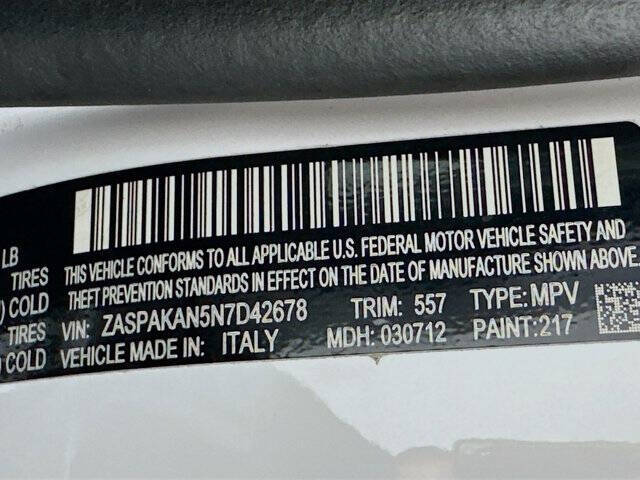 LB
TIRES
) COLD
TIRES
) COLD
THIS VEHICLE CONFORMS TO ALL APPLICABLE U.S. FEDERAL MOTOR VEHICLE SAFETY AND
THEFT PREVENTION STANDARDS IN EFFECT ON THE DATE OF MANUFACTURE SHOWN ABOVE.
VIN: ZASPAKAN5N7D42678 TRIM: 557 TYPE: MPV
VEHICLE MADE IN: ITALY MDH: 030712 PAINT: 217